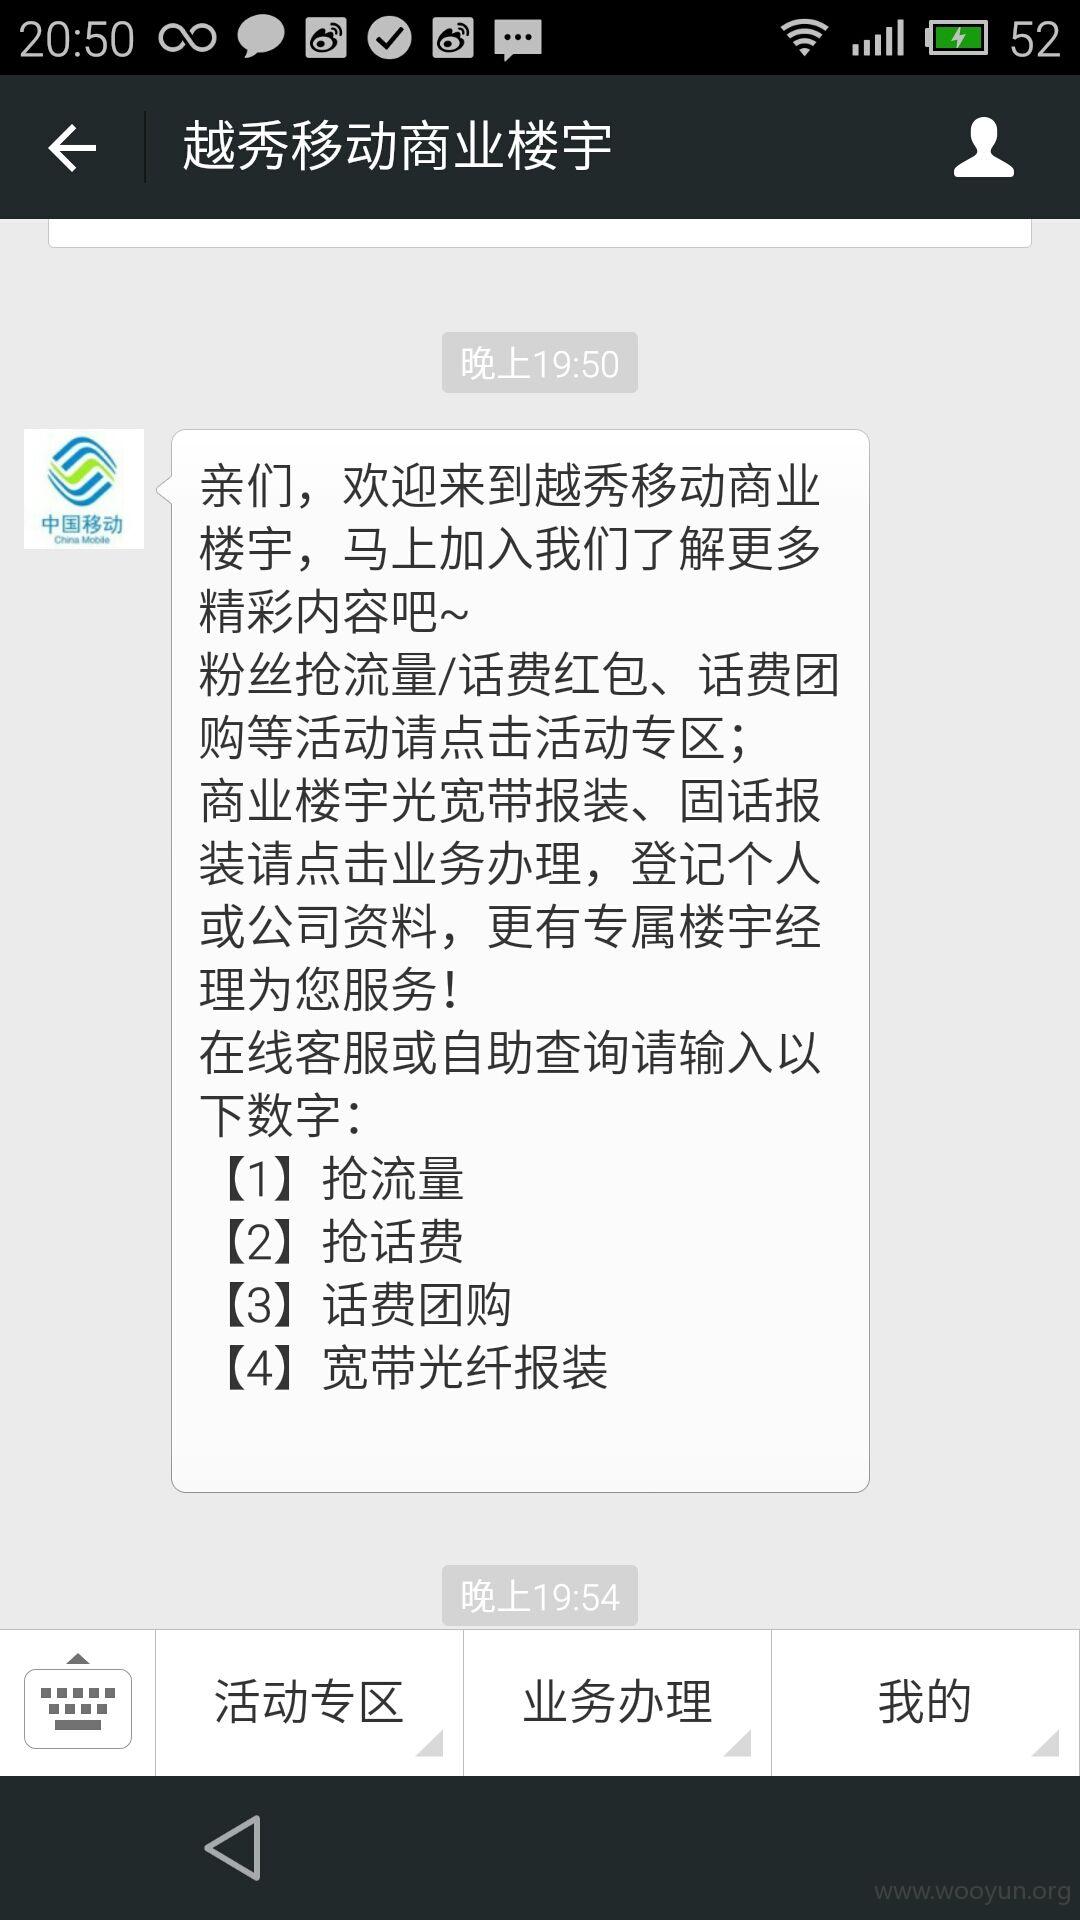 20:50
52
越秀移动商业楼宇
晚上19:50
中国移动
China Mobile
亲们，欢迎来到越秀移动商业
楼宇，马上加入我们了解更多
精彩内容吧~
粉丝抢流量/话费红包、话费团
购等活动请点击活动专区；
商业楼宇光宽带报装、固话报
装请点击业务办理，登记个人
或公司资料，更有专属楼宇经
理为您服务！
在线客服或自助查询请输入以
下数字：
【1】抢流量
【2】抢话费
【3】话费团购
【4】宽带光纤报装
晚上19:54
活动专区
业务办理
我的
www.wooyun.org